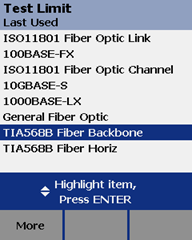 Test Limit
Last Used
ISO11801 Fiber Optic Link
100BASE-FX
ISO11801 Fiber Optic Channel
10GBASE-S
1000BASE-LX
General Fiber Optic
TIA568B Fiber Backbone
TIA568B Fiber Horiz
Highlight item,
Press ENTER
More